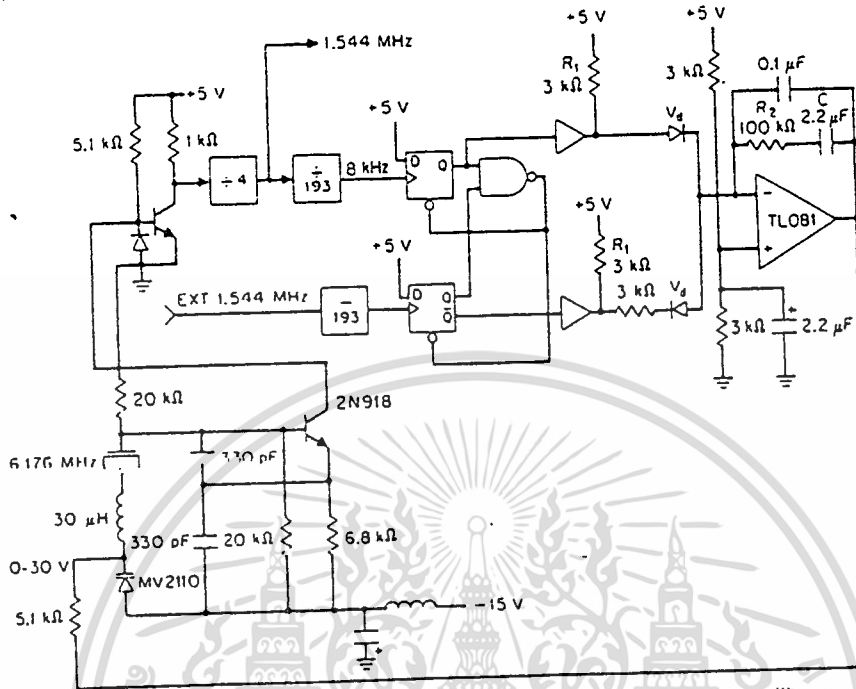 1.544 MHz
+5 V
+5 V
+5 V
0.1 µF
R1
3 kΩ
3 kΩ
C
R2
2.2 µF
100 kΩ
+5 V
5.1 kΩ
1 kΩ
+5 V
Vd
÷4
÷
193
8 kHz
D
Q
−
TL081
+
+5 V
R1
3 kΩ
EXT 1.544 MHz
−
193
D
Q
Q̅
3 kΩ
Vd
3 kΩ
+
2.2 µF
20 kΩ
2N918
6.176 MHz
330 pF
30 µH
330 pF
20 kΩ
6.8 kΩ
0-30 V
MV2110
−15 V
5.1 kΩ
+